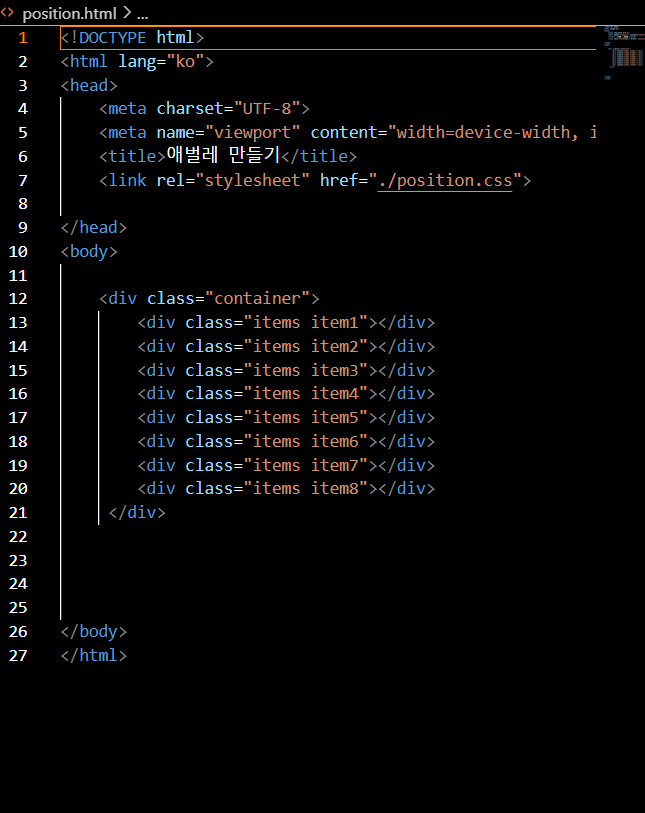 position.html > ...
1 <!DOCTYPE html>
2 <html lang="ko">
3 <head>
4     <meta charset="UTF-8">
5     <meta name="viewport" content="width=device-width, i
6     <title>애벌레 만들기</title>
7     <link rel="stylesheet" href="./position.css">
8
9 </head>
10 <body>
11
12     <div class="container">
13         <div class="items item1"></div>
14         <div class="items item2"></div>
15         <div class="items item3"></div>
16         <div class="items item4"></div>
17         <div class="items item5"></div>
18         <div class="items item6"></div>
19         <div class="items item7"></div>
20         <div class="items item8"></div>
21      </div>
22
23
24
25
26 </body>
27 </html>